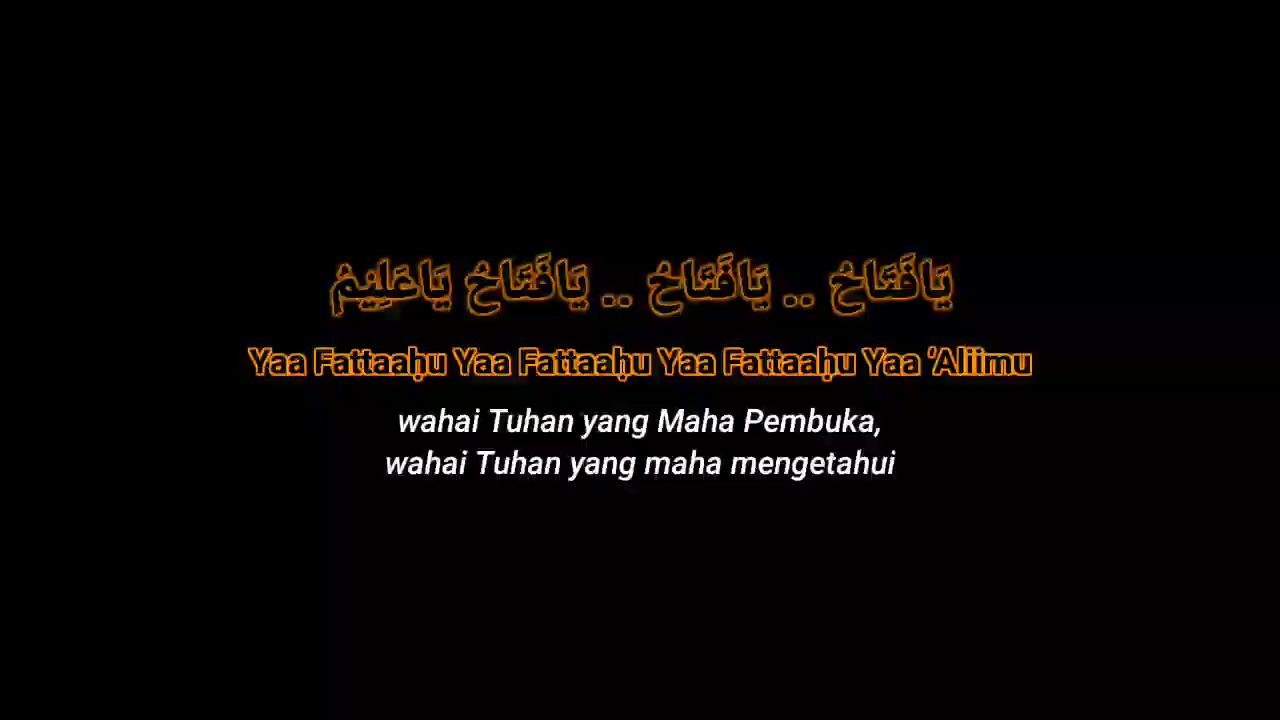 يَافَتَّاحُ .. يَافَتَّاحُ .. يَافَتَّاحُ يَاعَلِيْمُ
Yaa Fattaaḥu Yaa Fattaaḥu Yaa Fattaaḥu Yaa ‘Aliimu
wahai Tuhan yang Maha Pembuka,
wahai Tuhan yang maha mengetahui